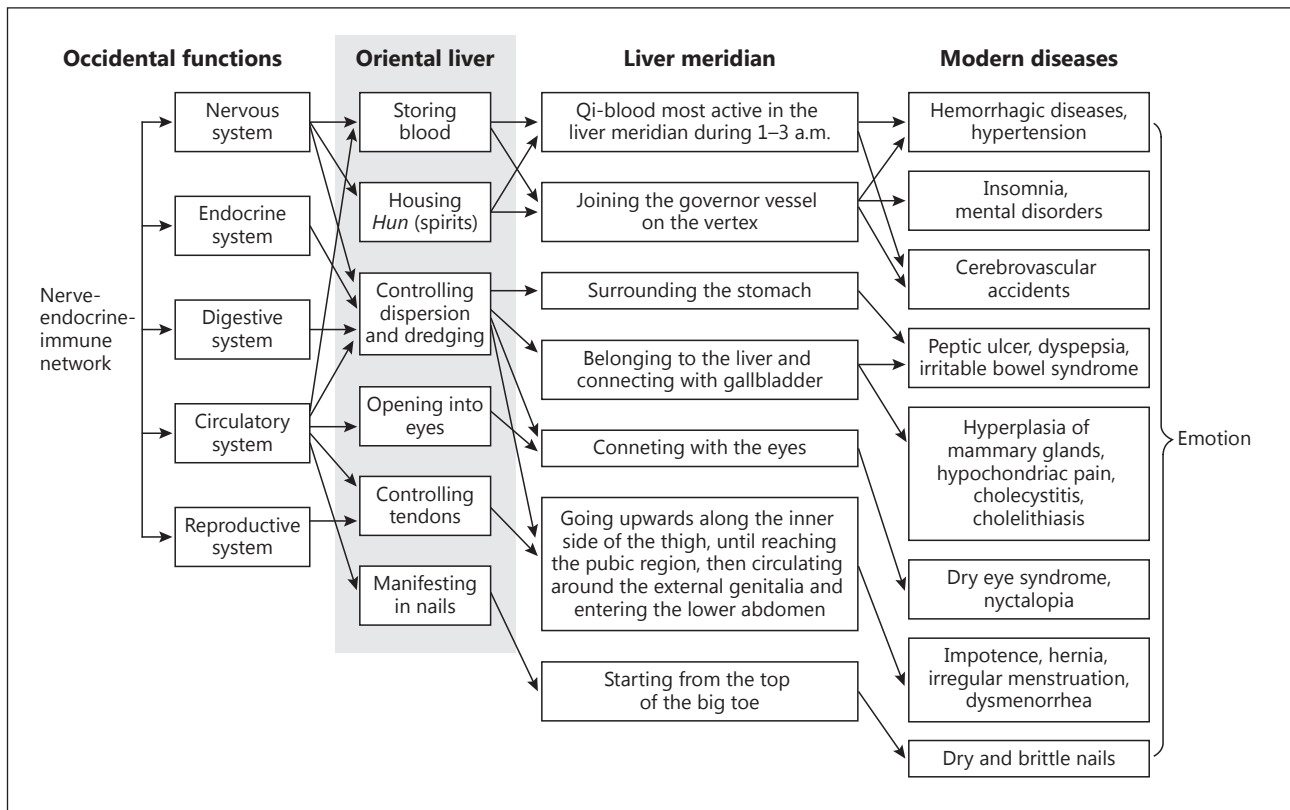 Occidental functions
Oriental liver
Liver meridian
Modern diseases
Nerve-
endocrine-
immune
network
Nervous
system
Endocrine
system
Digestive
system
Circulatory
system
Reproductive
system
Storing
blood
Housing
Hun (spirits)
Controlling
dispersion
and dredging
Opening into
eyes
Controlling
tendons
Manifesting
in nails
Qi-blood most active in the
liver meridian during 1–3 a.m.
Joining the governor vessel
on the vertex
Surrounding the stomach
Belonging to the liver and
connecting with gallbladder
Conneting with the eyes
Going upwards along the inner
side of the thigh, until reaching
the pubic region, then circulating
around the external genitalia and
entering the lower abdomen
Starting from the top
of the big toe
Hemorrhagic diseases,
hypertension
Insomnia,
mental disorders
Cerebrovascular
accidents
Peptic ulcer, dyspepsia,
irritable bowel syndrome
Hyperplasia of
mammary glands,
hypochondriac pain,
cholecystitis,
cholelithiasis
Dry eye syndrome,
nyctalopia
Impotence, hernia,
irregular menstruation,
dysmenorrhea
Dry and brittle nails
Emotion